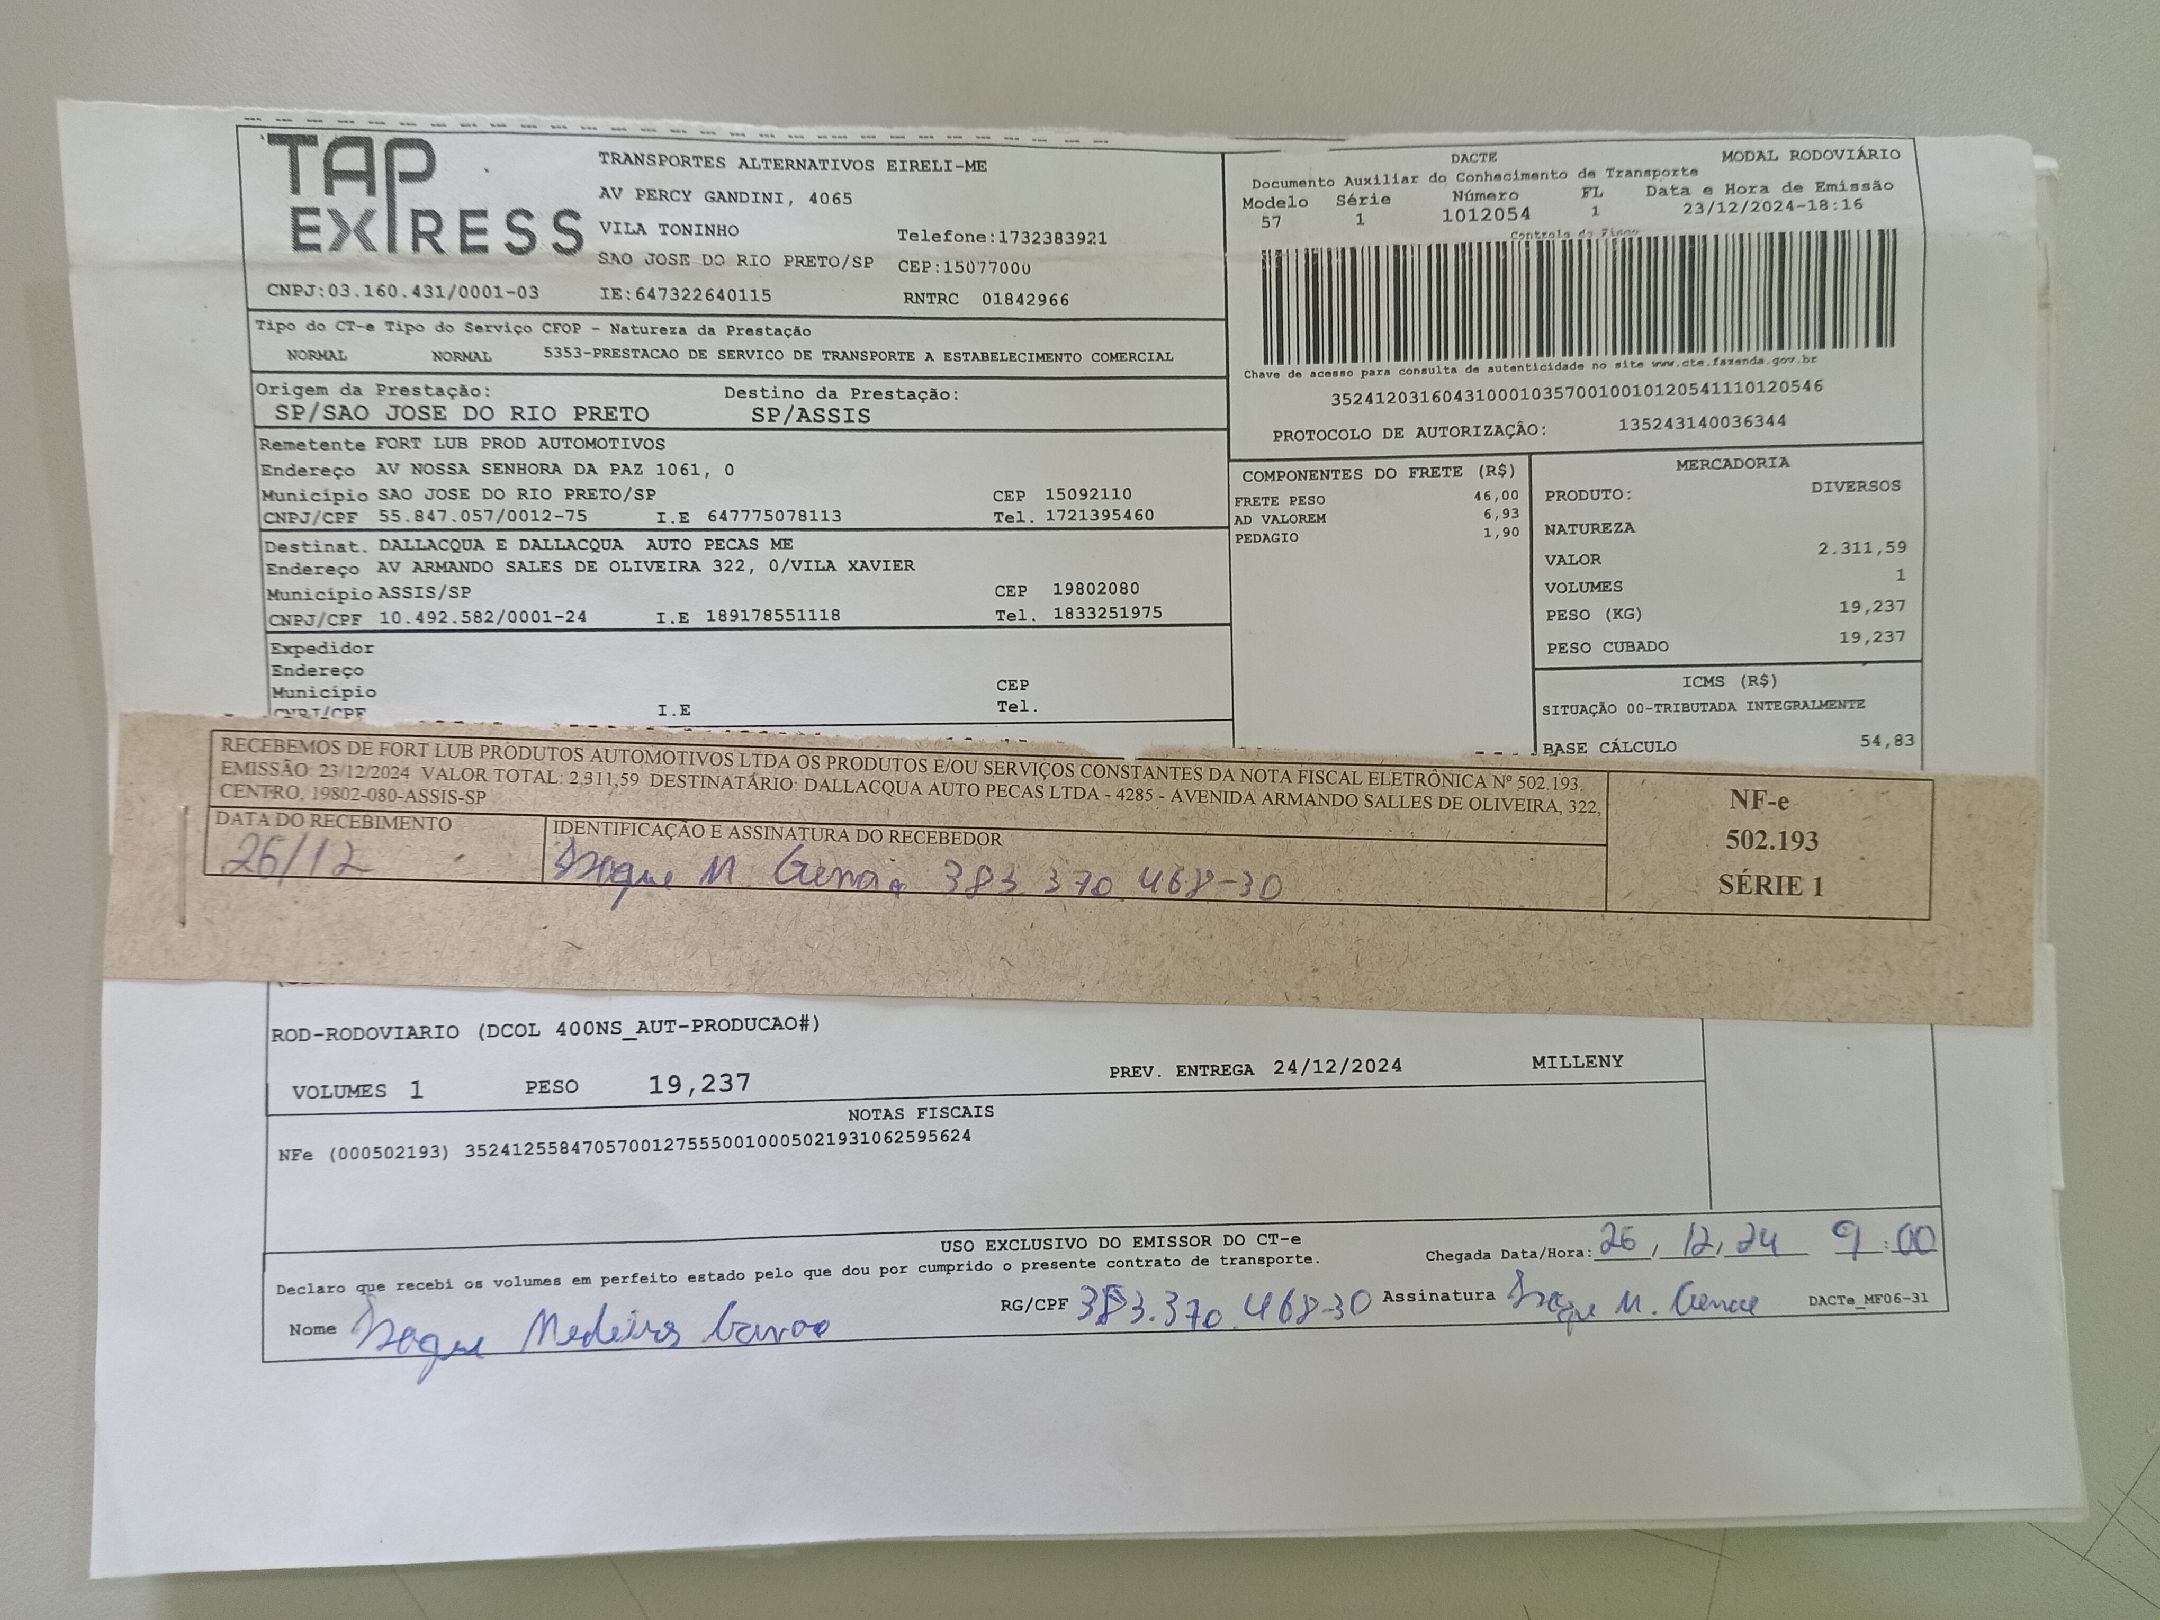 TAP EXPRESS
TRANSPORTES ALTERNATIVOS EIRELI-ME
AV PERCY GANDINI, 4065
VILA TONINHO Telefone:1732383921
SAO JOSE DO RIO PRETO/SP CEP:15077000
CNPJ:03.160.431/0001-03 IE:647322640115 RNTRC 01842966
DACTE MODAL RODOVIÁRIO
Documento Auxiliar do Conhecimento de Transporte
Modelo Série Número FL Data e Hora de Emissão
57 1 1012054 1 23/12/2024-18:16
Controle do Fisco
Chave de acesso para consulta de autenticidade no site www.cte.fazenda.gov.br
35241203160431000103570010010120541110120546
PROTOCOLO DE AUTORIZAÇÃO: 135243140036344
Tipo do CT-e Tipo do Serviço CFOP - Natureza da Prestação
NORMAL NORMAL 5353-PRESTACAO DE SERVICO DE TRANSPORTE A ESTABELECIMENTO COMERCIAL
Origem da Prestação: Destino da Prestação:
SP/SAO JOSE DO RIO PRETO SP/ASSIS
Remetente FORT LUB PROD AUTOMOTIVOS
Endereço AV NOSSA SENHORA DA PAZ 1061, 0
Município SAO JOSE DO RIO PRETO/SP CEP 15092110
CNPJ/CPF 55.847.057/0012-75 I.E 647775078113 Tel. 1721395460
Destinat. DALLACQUA E DALLACQUA AUTO PECAS ME
Endereço AV ARMANDO SALES DE OLIVEIRA 322, 0/VILA XAVIER
Município ASSIS/SP CEP 19802080
CNPJ/CPF 10.492.582/0001-24 I.E 189178551118 Tel. 1833251975
Expedidor
Endereço
Município CEP
CNPJ/CPF I.E Tel.
COMPONENTES DO FRETE (R$)
FRETE PESO 46,00
AD VALOREM 6,93
PEDAGIO 1,90
MERCADORIA
PRODUTO: DIVERSOS
NATUREZA
VALOR 2.311,59
VOLUMES 1
PESO (KG) 19,237
PESO CUBADO 19,237
ICMS (R$)
SITUAÇÃO 00-TRIBUTADA INTEGRALMENTE
BASE CÁLCULO 54,83
RECEBEMOS DE FORT LUB PRODUTOS AUTOMOTIVOS LTDA OS PRODUTOS E/OU SERVIÇOS CONSTANTES DA NOTA FISCAL ELETRÔNICA Nº 502.193.
EMISSÃO: 23/12/2024 VALOR TOTAL: 2.311,59 DESTINATÁRIO: DALLACQUA AUTO PECAS LTDA - 4285 - AVENIDA ARMANDO SALLES DE OLIVEIRA, 322,
CENTRO, 19802-080-ASSIS-SP
DATA DO RECEBIMENTO IDENTIFICAÇÃO E ASSINATURA DO RECEBEDOR
26/12 M 383 370 468-30
NF-e
502.193
SÉRIE 1
ROD-RODOVIARIO (DCOL 400NS_AUT-PRODUCAO#)
VOLUMES 1 PESO 19,237 PREV. ENTREGA 24/12/2024 MILLENY
NOTAS FISCAIS
NFe (000502193) 35241255847057001275550010005021931062595624
USO EXCLUSIVO DO EMISSOR DO CT-e
Declaro que recebi os volumes em perfeito estado pelo que dou por cumprido o presente contrato de transporte. Chegada Data/Hora: 26, 12, 24 9:00
Nome Medeiros RG/CPF 383.370.468-30 Assinatura M. DACTe_MF06-31